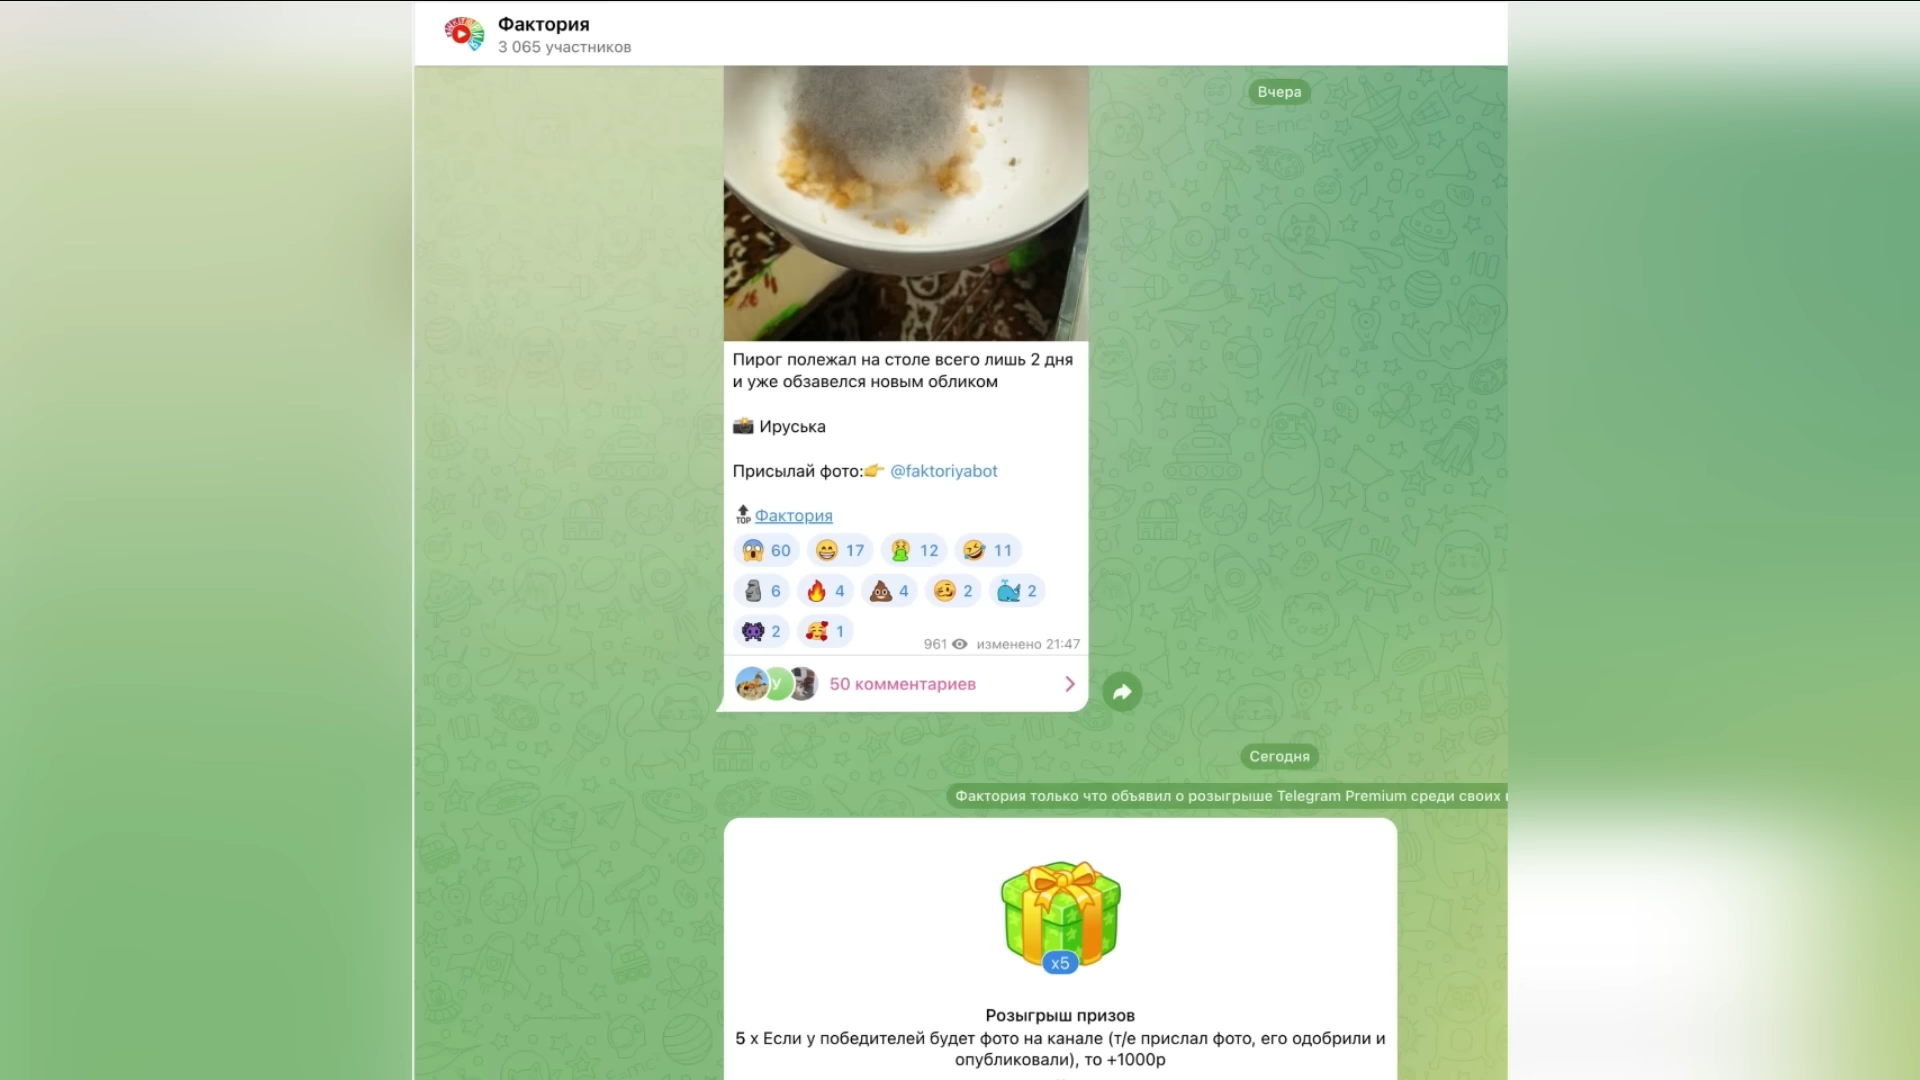 Фактория
3 065 участников
Вчера
Пирог полежал на столе всего лишь 2 дня
и уже обзавелся новым обликом
📸 Ируська
Присылай фото:👉 @faktoriyabot
🔝 Фактория
😱 60 😁 17 🤮 12 🤣 11
🗿 6 🔥 4 💩 4 🥴 2 🐳 2
👾 2 🥰 1
961 изменено 21:47
У
50 комментариев
Сегодня
Фактория только что объявил о розыгрыше Telegram Premium среди своих
x5
Розыгрыш призов
5 x Если у победителей будет фото на канале (т/е прислал фото, его одобрили и
опубликовали), то +1000р